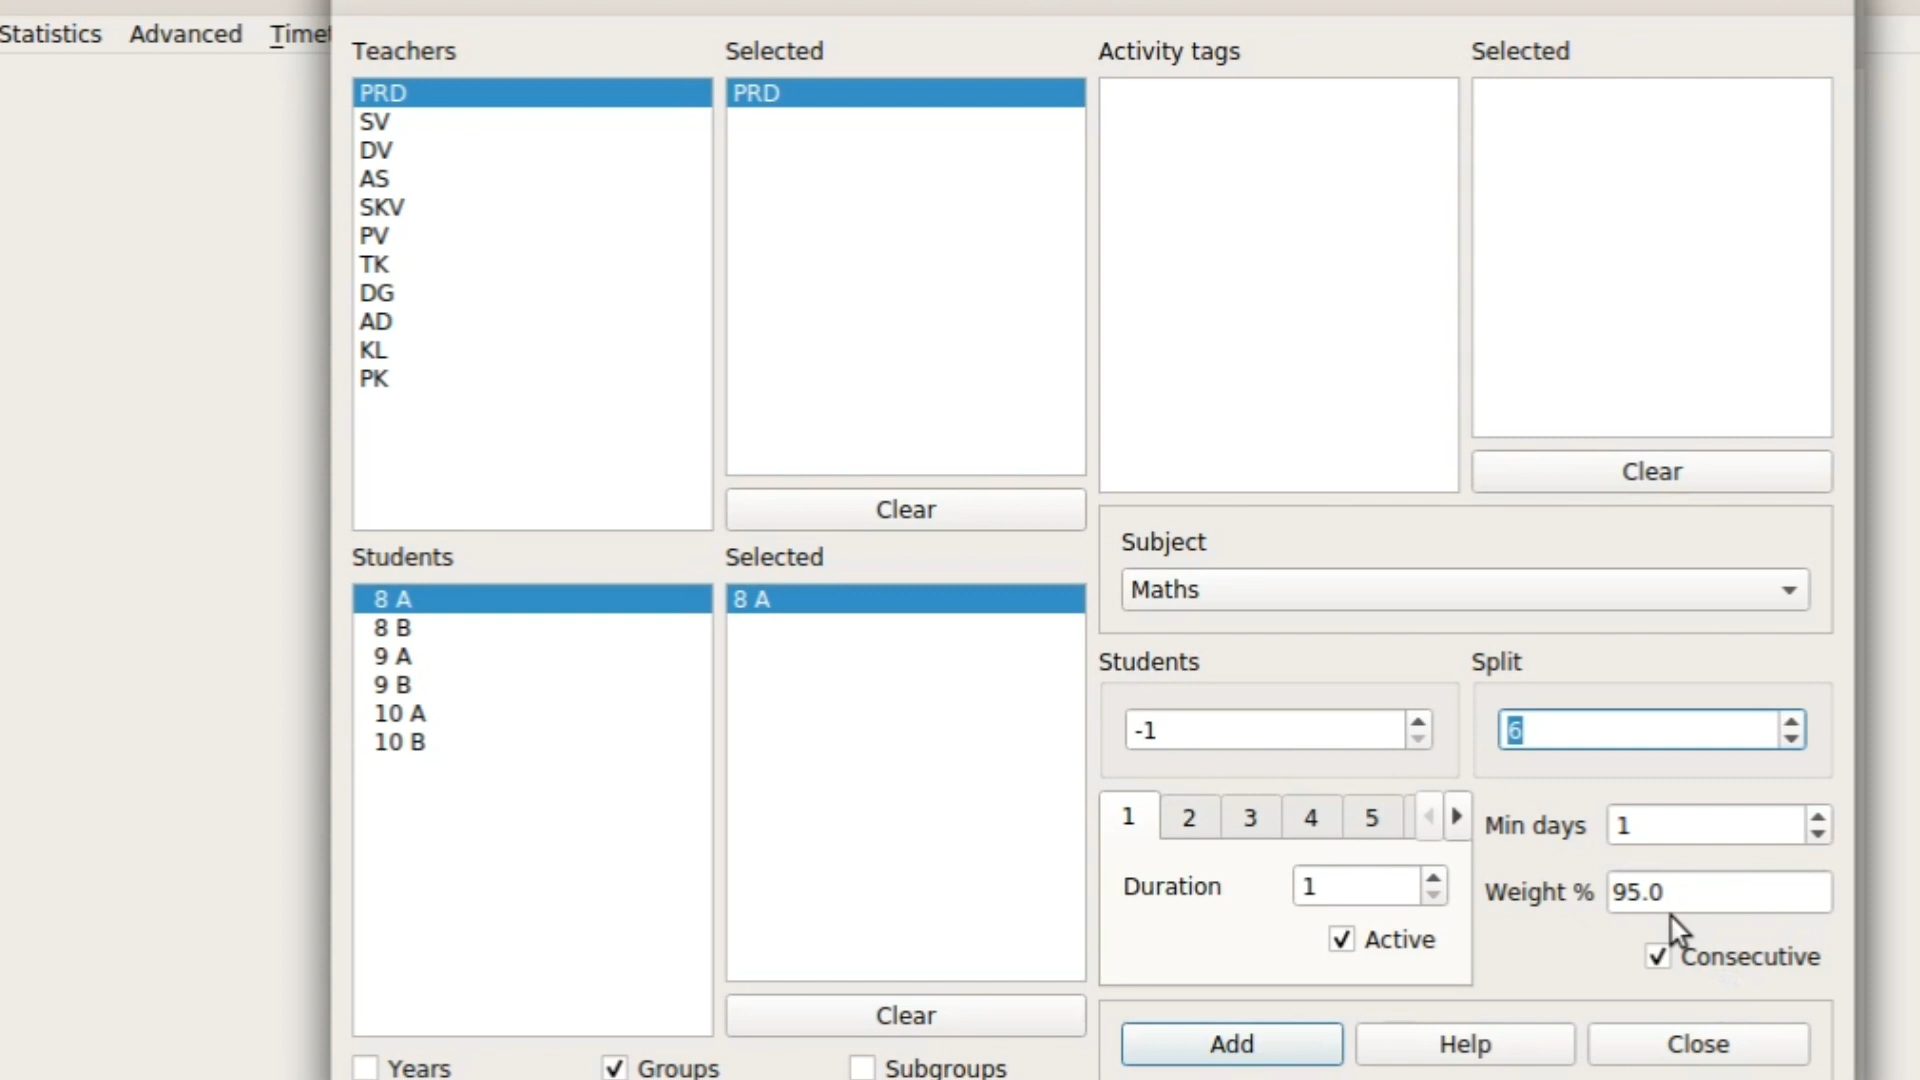 Statistics Advanced
Teachers
PRD
SV
DV
AS
SKV
PV
TK
DG
AD
KL
PK
Selected
PRD
Clear
Activity tags
Selected
Clear
Students
8 A
8 B
9 A
9 B
10 A
10 B
Selected
8 A
Clear
Years
Groups
Subgroups
Subject
Maths
Students
-1
Split
6
1 2 3 4 5
Duration 1
Active
Min days 1
Weight % 95.0
Consecutive
Add
Help
Close